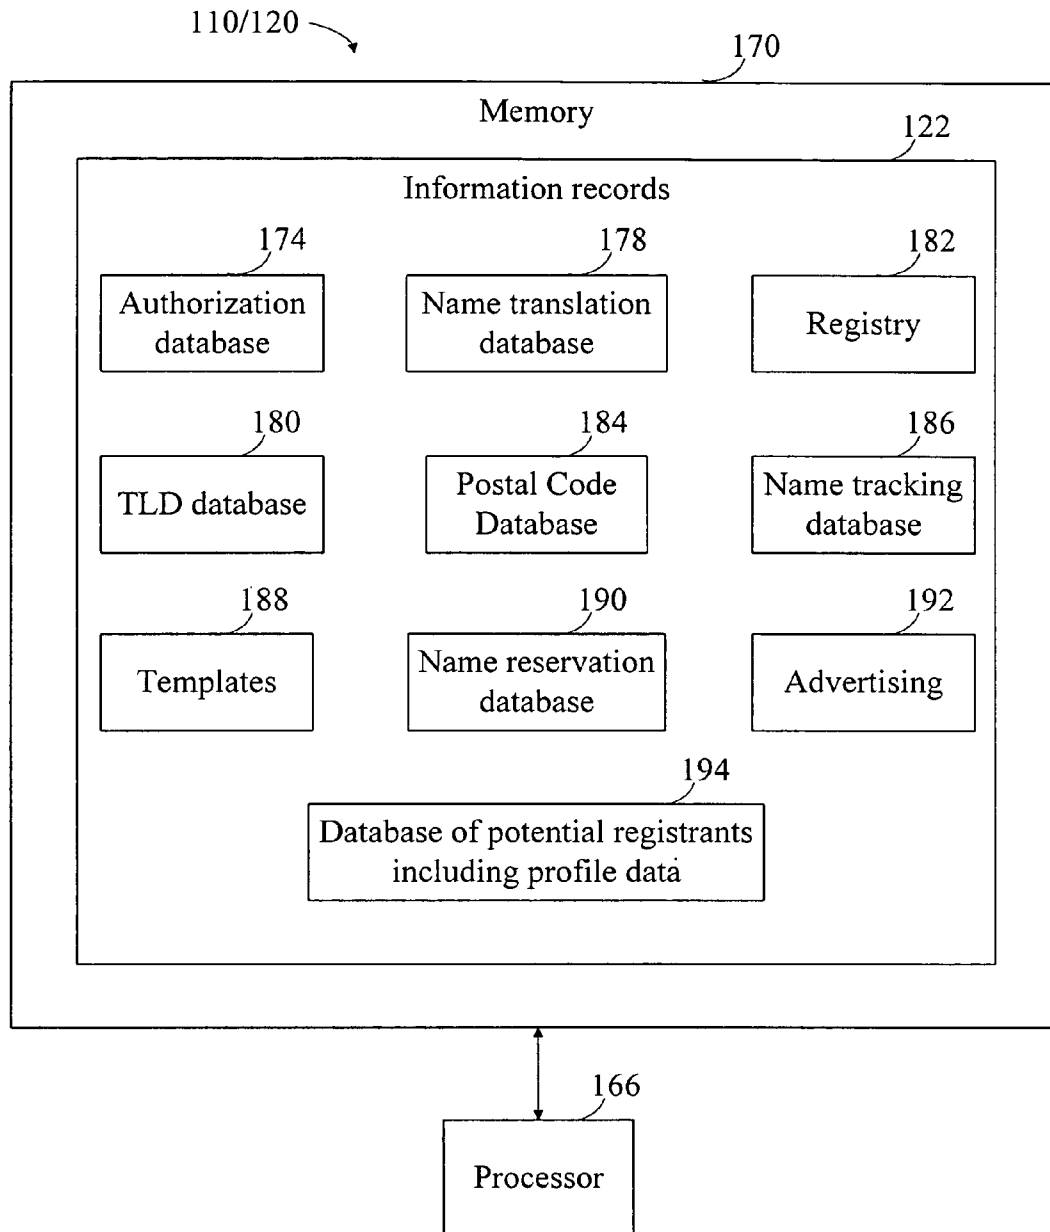 110/120
170
Memory
122
Information records
174
178
182
Authorization
database
Name translation
database
Registry
180
184
186
TLD database
Postal Code
Database
Name tracking
database
188
190
192
Templates
Name reservation
database
Advertising
194
Database of potential registrants
including profile data
166
Processor